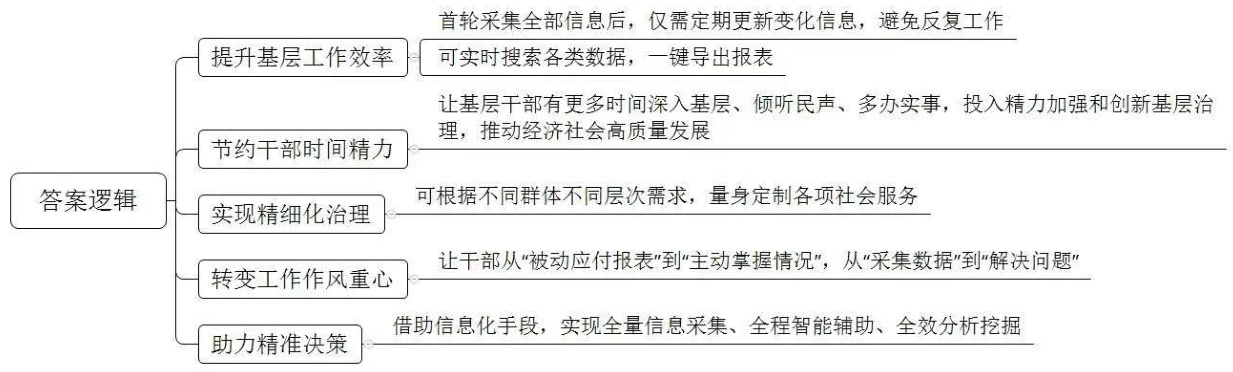 首轮采集全部信息后，仅需定期更新变化信息，避免反复工作
提升基层工作效率
可实时搜索各类数据，一键导出报表
让基层干部有更多时间深入基层、倾听民声、多办实事，投入精力加强和创新基层治
理，推动经济社会高质量发展
节约干部时间精力
答案逻辑
实现精细化治理
可根据不同群体不同层次需求，量身定制各项社会服务
转变工作作风重心
让干部从“被动应付报表”到“主动掌握情况”，从“采集数据”到“解决问题”
助力精准决策
借助信息化手段，实现全量信息采集、全程智能辅助、全效分析挖掘